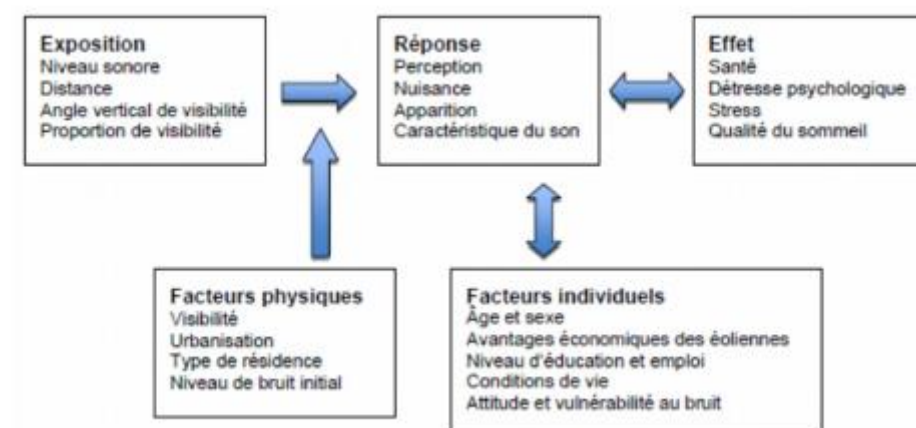 Exposition
Niveau sonore
Distance
Angle vertical de visibilité
Proportion de visibilité
Réponse
Perception
Nuisance
Apparition
Caractéristique du son
Effet
Santé
Détresse psychologique
Stress
Qualité du sommeil
Facteurs physiques
Visibilité
Urbanisation
Type de résidence
Niveau de bruit initial
Facteurs individuels
Âge et sexe
Avantages économiques des éoliennes
Niveau d'éducation et emploi
Conditions de vie
Attitude et vulnérabilité au bruit